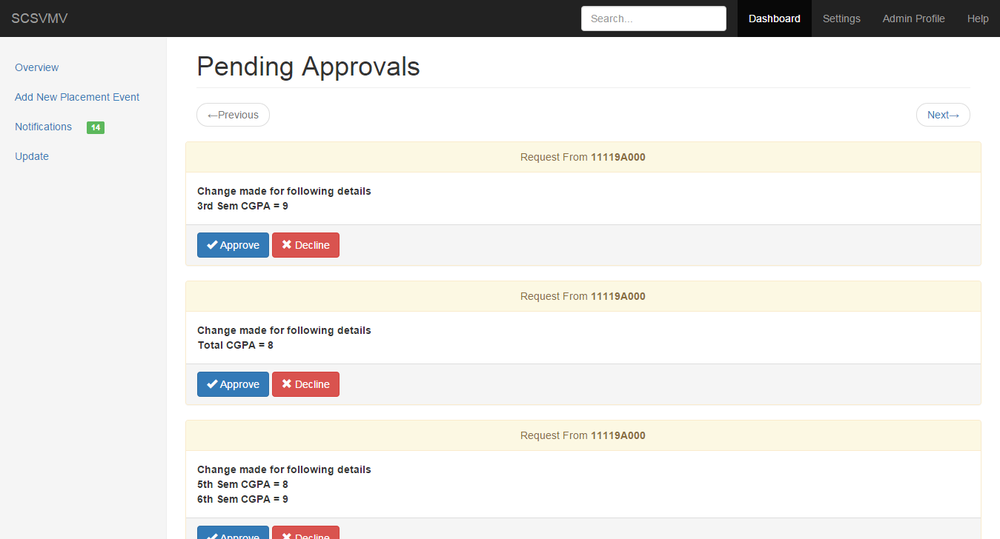 SCSVMV
Search...
Dashboard
Settings
Admin Profile
Help
Overview
Add New Placement Event
Notifications 14
Update
Pending Approvals
←Previous
Next→
Request From 11119A000
Change made for following details
3rd Sem CGPA = 9
Approve
Decline
Request From 11119A000
Change made for following details
Total CGPA = 8
Approve
Decline
Request From 11119A000
Change made for following details
5th Sem CGPA = 8
6th Sem CGPA = 9
Approve
Decline